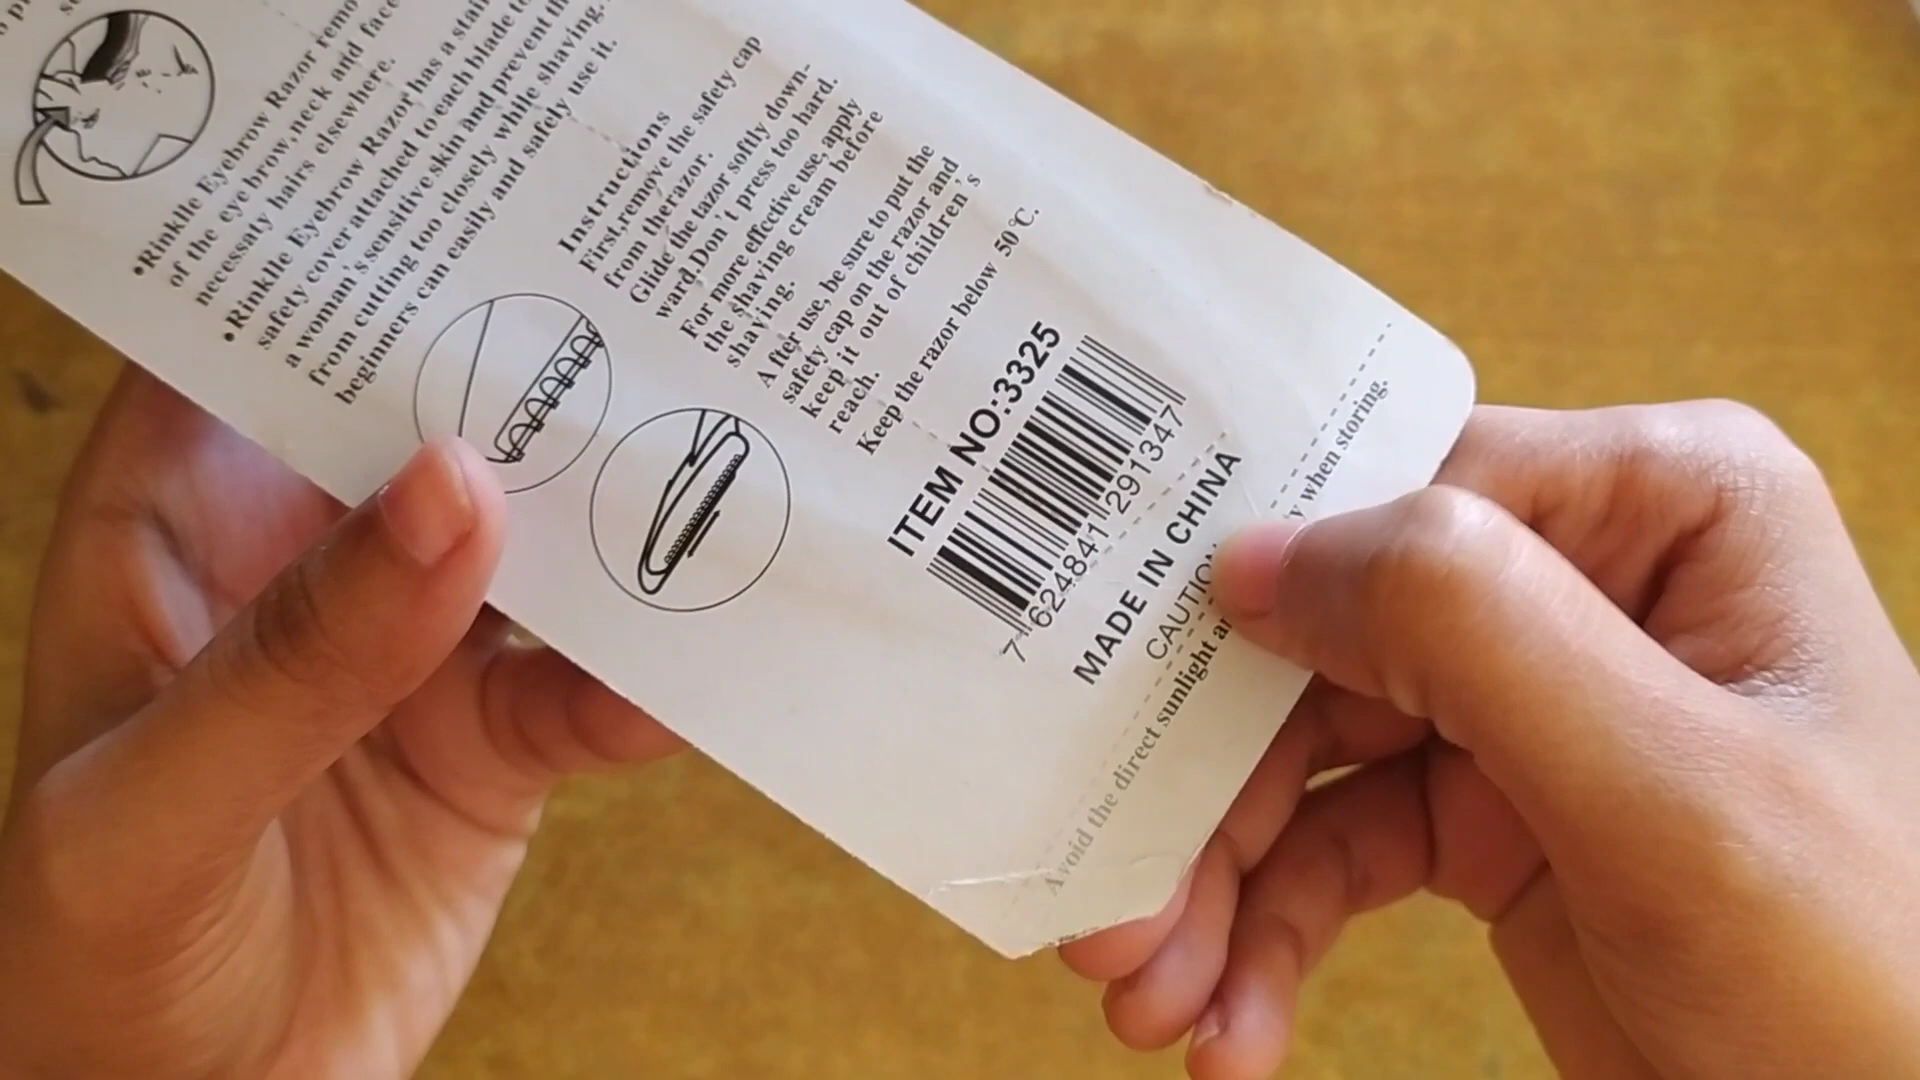 •Rinklle Eyebrow Razor remo
of the eye brow,neck and face
necessaty hairs elsewhere.
•Rinklle Eyebrow Razor has a stain
safety cover attached to each blade to
a woman's sensitive skin and prevent th
from cutting too closely while shaving.
beginners can easily and safely use it.
Instructions
First,remove the safety cap
from therazor.
Glide the tazor softly down-
ward.Don't press too hard.
For more effective use, apply
the shaving cream before
shaving.
After use, be sure to put the
safety cap on the razor and
keep it out of children's
reach.
Keep the razor below 50℃.
ITEM NO:3325
7 624841 291347
MADE IN CHINA
CAUTION
Avoid the direct sunlight a y when storing.